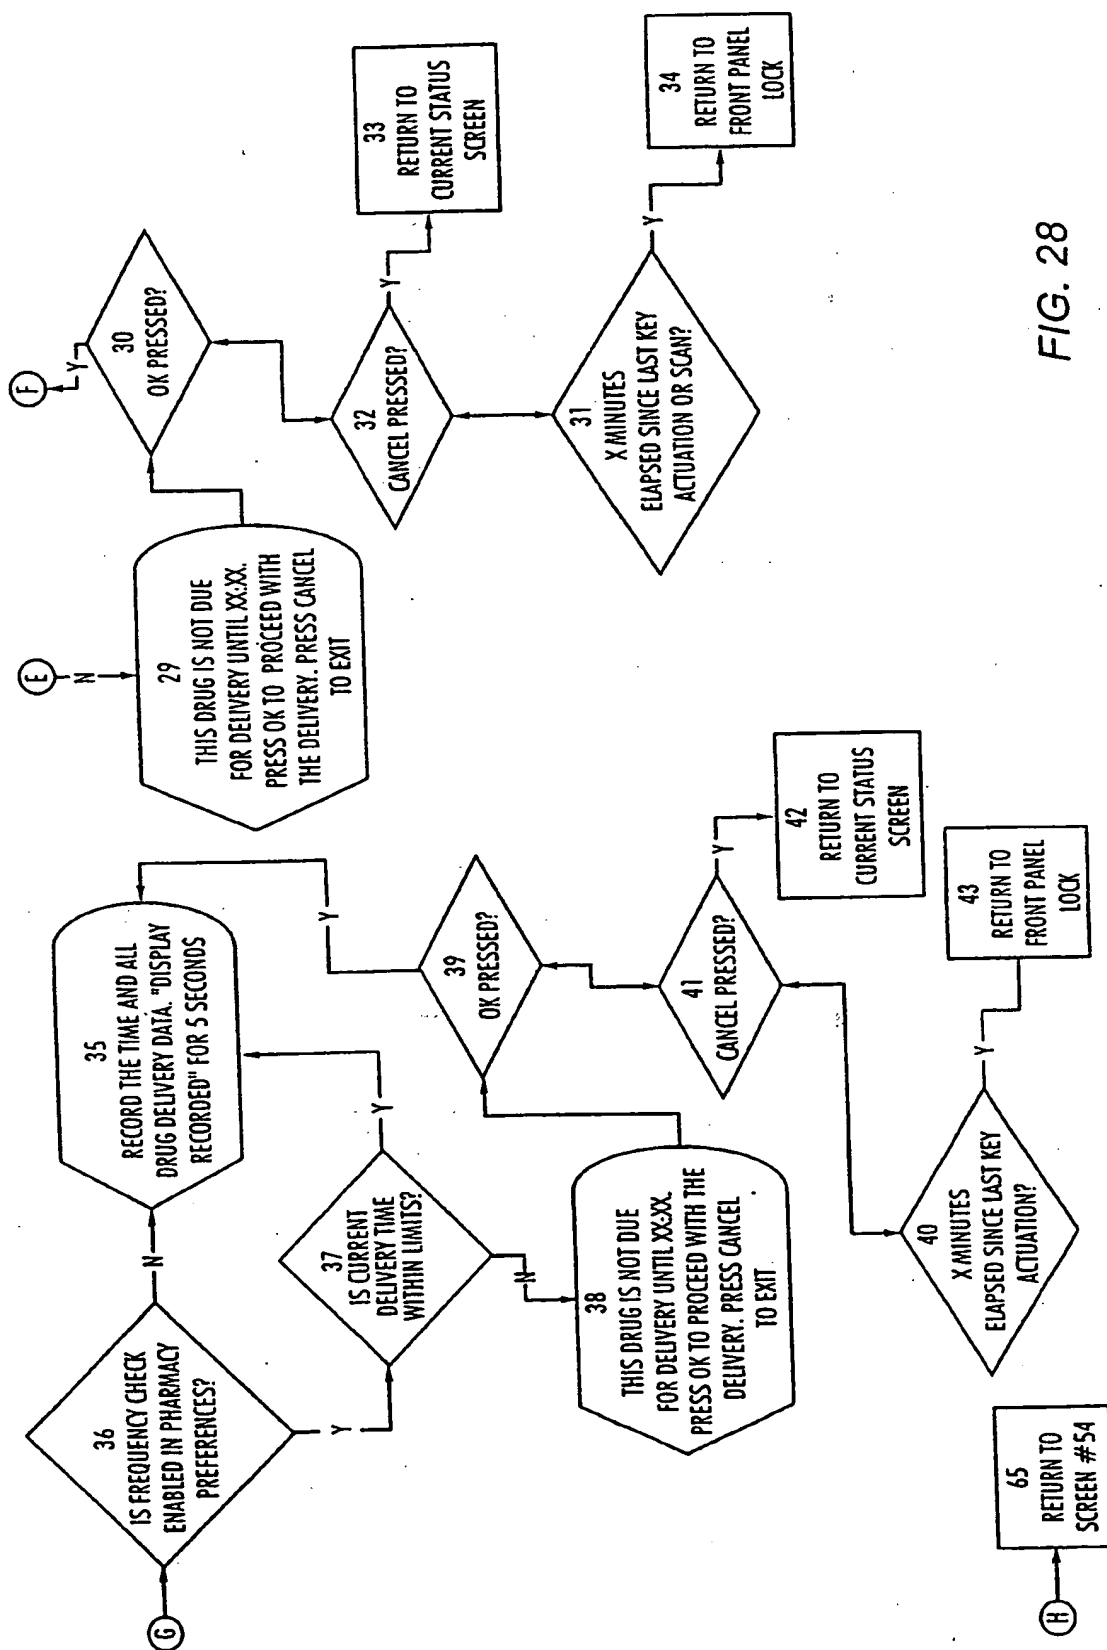 G
36
IS FREQUENCY CHECK
ENABLED IN PHARMACY
PREFERENCES?
N
Y
35
RECORD THE TIME AND ALL
DRUG DELIVERY DATA. "DISPLAY
RECORDED" FOR 5 SECONDS
37
IS CURRENT
DELIVERY TIME
WITHIN LIMITS?
Y
N
38
THIS DRUG IS NOT DUE
FOR DELIVERY UNTIL XX:XX.
PRESS OK TO PROCEED WITH THE
DELIVERY. PRESS CANCEL
TO EXIT
39
OK PRESSED?
Y
41
CANCEL PRESSED?
Y
42
RETURN TO
CURRENT STATUS
SCREEN
40
X MINUTES
ELAPSED SINCE LAST KEY
ACTUATION?
Y
43
RETURN TO
FRONT PANEL
LOCK
H
65
RETURN TO
SCREEN #54
E
N
29
THIS DRUG IS NOT DUE
FOR DELIVERY UNTIL XX:XX.
PRESS OK TO PROCEED WITH
THE DELIVERY. PRESS CANCEL
TO EXIT
F
Y
30
OK PRESSED?
32
CANCEL PRESSED?
Y
33
RETURN TO
CURRENT STATUS
SCREEN
31
X MINUTES
ELAPSED SINCE LAST KEY
ACTUATION OR SCAN?
Y
34
RETURN TO
FRONT PANEL
LOCK
FIG. 28